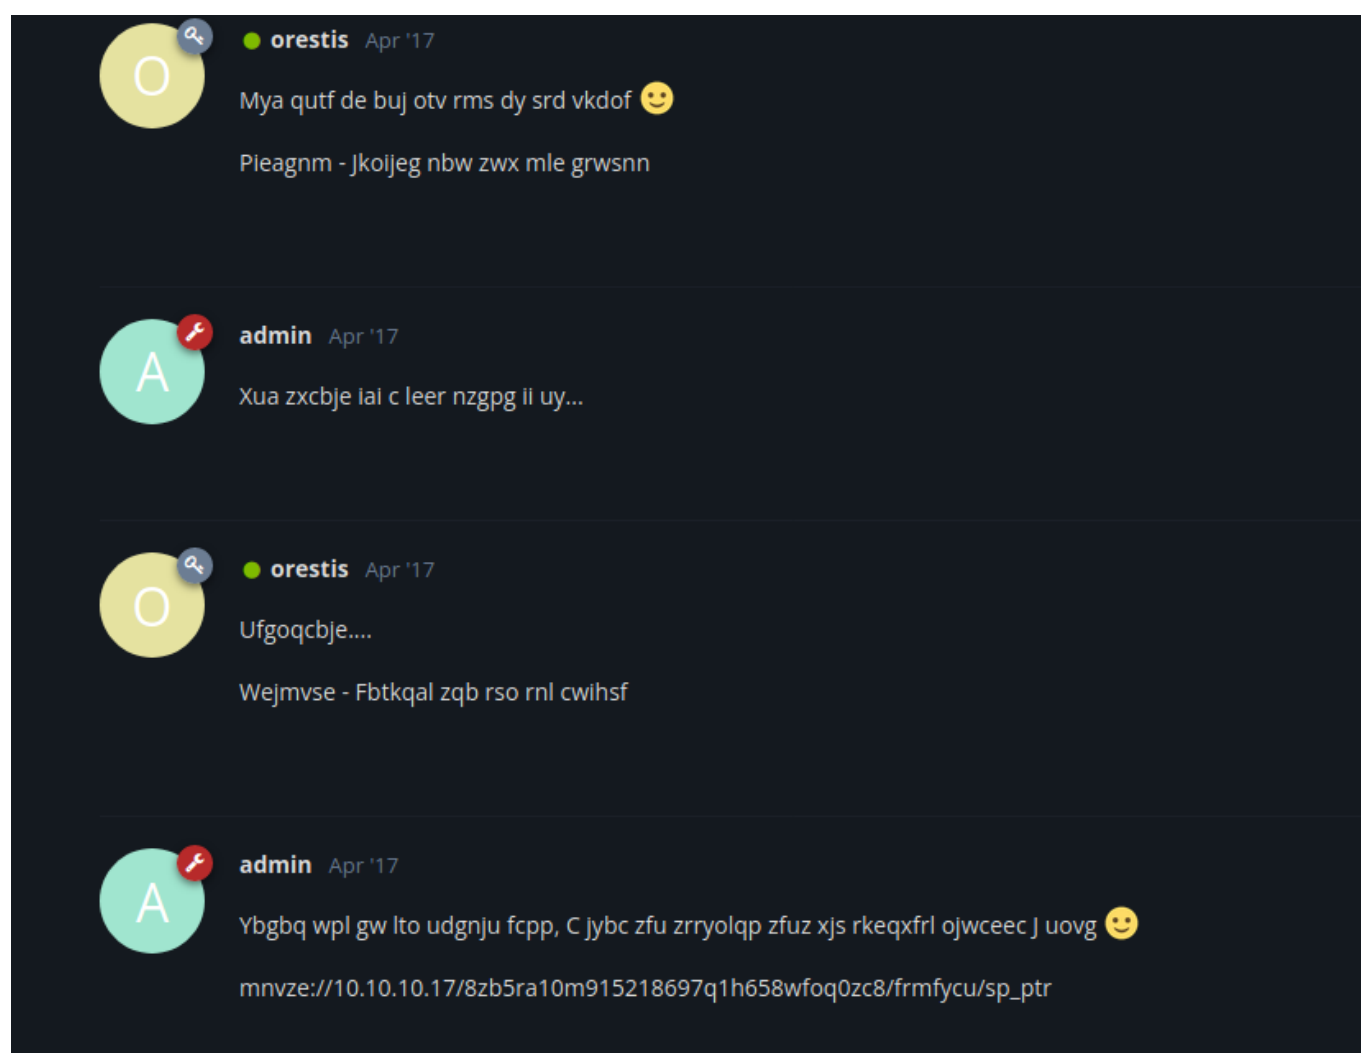 O
orestis Apr '17
Mya qutf de buj otv rms dy srd vkdof 🙂
Pieagnm - Jkoijeg nbw zwx mle grwsnn
A
admin Apr '17
Xua zxcbje iai c leer nzgpg ii uy...
O
orestis Apr '17
Ufgoqcbje....
Wejmvse - Fbtkqal zqb rso rnl cwihsf
A
admin Apr '17
Ybgbq wpl gw lto udgnju fcpp, C jybc zfu zrryolqp zfuz xjs rkeqxfrl ojwceec J uovg 🙂
mnvze://10.10.10.17/8zb5ra10m915218697q1h658wfoq0zc8/frmfycu/sp_ptr